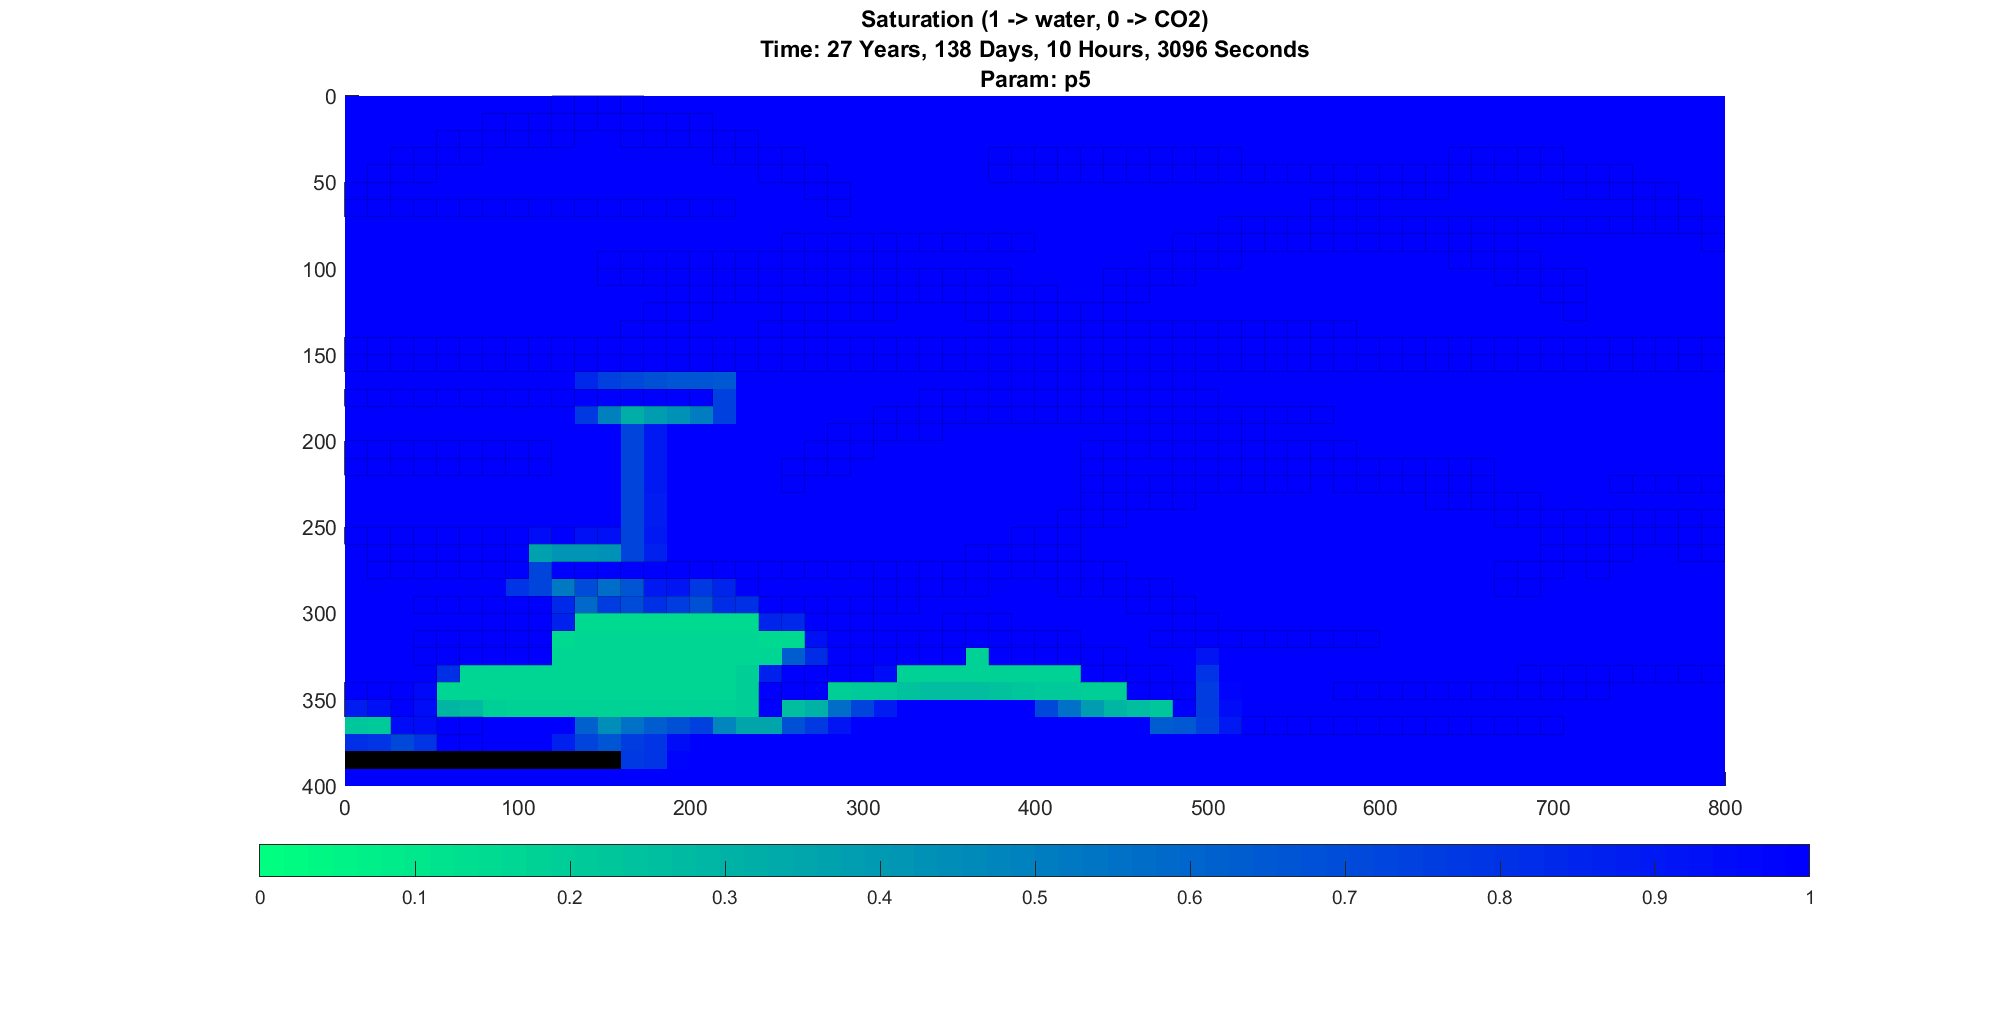 Saturation (1 -> water, 0 -> CO2)
Time: 27 Years, 138 Days, 10 Hours, 3096 Seconds
Param: p5
0
50
100
150
200
250
300
350
400
0 100 200 300 400 500 600 700 800
0 0.1 0.2 0.3 0.4 0.5 0.6 0.7 0.8 0.9 1